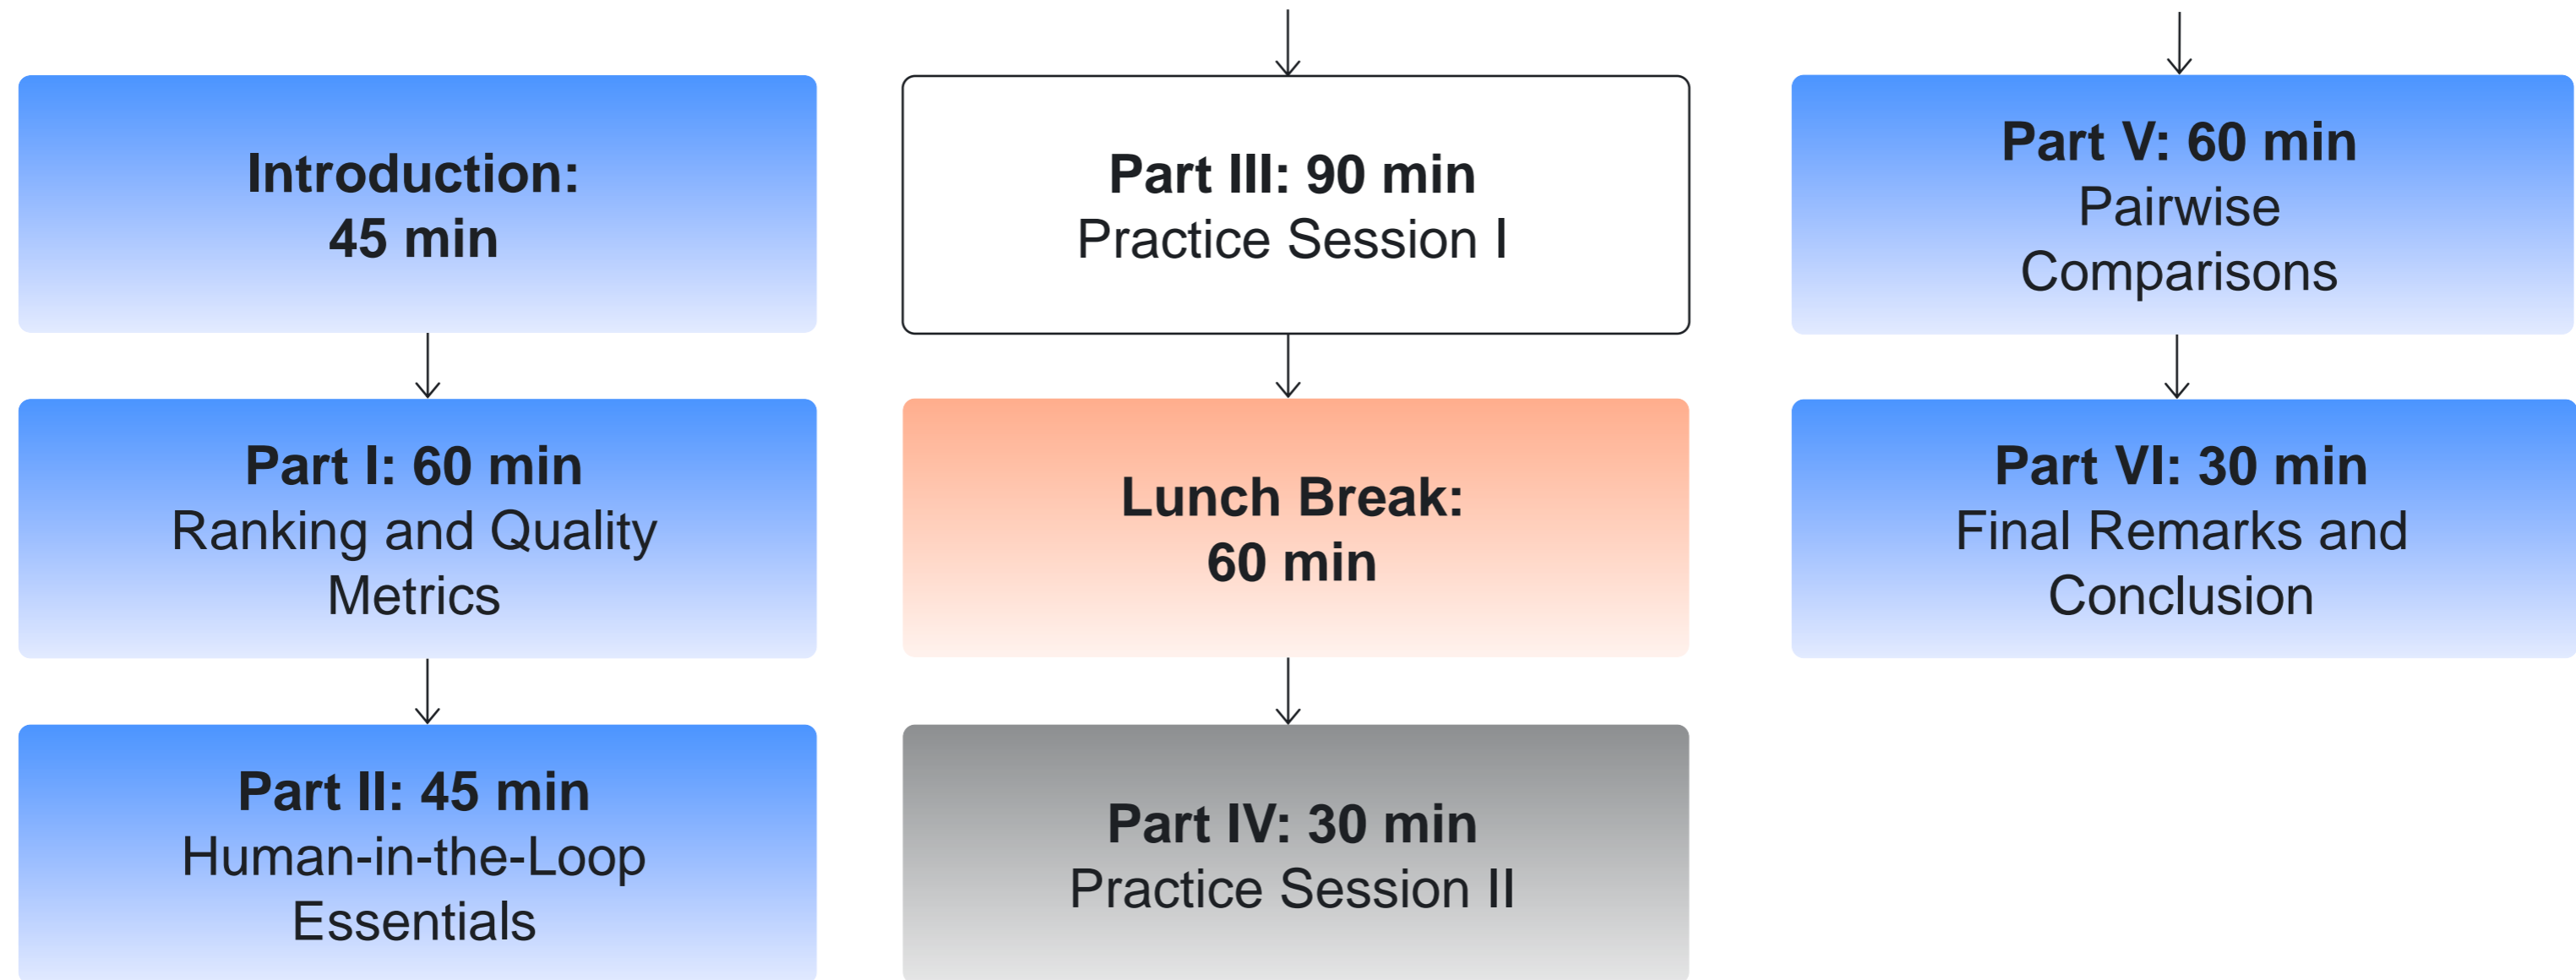 Introduction:
45 min
Part I: 60 min
Ranking and Quality
Metrics
Part II: 45 min
Human-in-the-Loop
Essentials
Part III: 90 min
Practice Session I
Lunch Break:
60 min
Part IV: 30 min
Practice Session II
Part V: 60 min
Pairwise
Comparisons
Part VI: 30 min
Final Remarks and
Conclusion